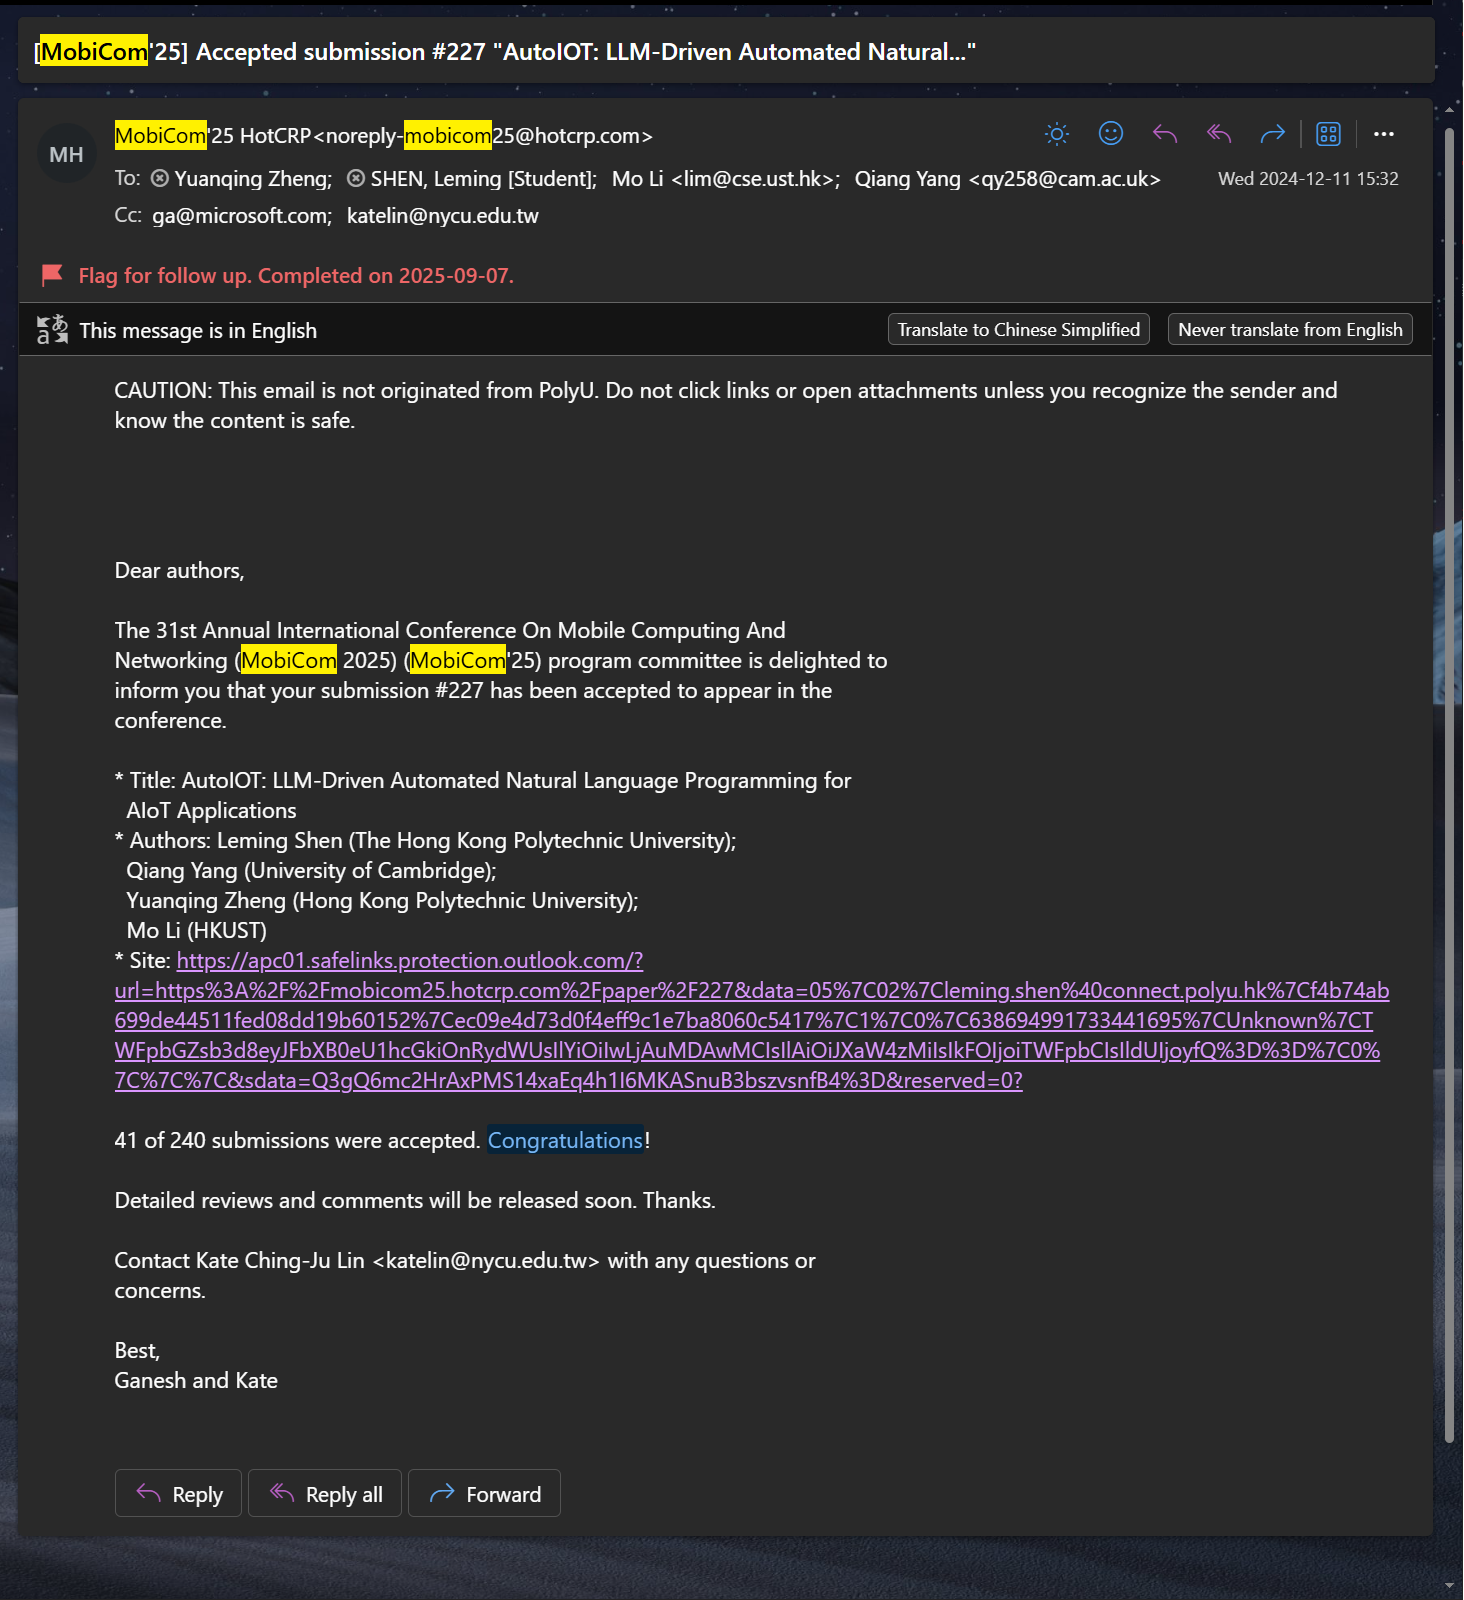 [MobiCom'25] Accepted submission #227 "AutoIOT: LLM-Driven Automated Natural..."
MH
MobiCom'25 HotCRP<noreply-mobicom25@hotcrp.com>
To: Yuanqing Zheng; SHEN, Leming [Student]; Mo Li <lim@cse.ust.hk>; Qiang Yang <qy258@cam.ac.uk>
Wed 2024-12-11 15:32
Cc: ga@microsoft.com; katelin@nycu.edu.tw
Flag for follow up. Completed on 2025-09-07.
This message is in English
Translate to Chinese Simplified
Never translate from English
CAUTION: This email is not originated from PolyU. Do not click links or open attachments unless you recognize the sender and
know the content is safe.
Dear authors,
The 31st Annual International Conference On Mobile Computing And
Networking (MobiCom 2025) (MobiCom'25) program committee is delighted to
inform you that your submission #227 has been accepted to appear in the
conference.
* Title: AutoIOT: LLM-Driven Automated Natural Language Programming for
AIoT Applications
* Authors: Leming Shen (The Hong Kong Polytechnic University);
Qiang Yang (University of Cambridge);
Yuanqing Zheng (Hong Kong Polytechnic University);
Mo Li (HKUST)
* Site: https://apc01.safelinks.protection.outlook.com/?
url=https%3A%2F%2Fmobicom25.hotcrp.com%2Fpaper%2F227&data=05%7C02%7Cleming.shen%40connect.polyu.hk%7Cf4b74ab
699de44511fed08dd19b60152%7Cec09e4d73d0f4eff9c1e7ba8060c5417%7C1%7C0%7C638694991733441695%7CUnknown%7CT
WFpbGZsb3d8eyJFbXB0eU1hcGkiOnRydWUsIlYiOiIwLjAuMDAwMCIsIlAiOiJXaW4zMiIsIkFOIjoiTWFpbCIsIldUIjoyfQ%3D%3D%7C0%
7C%7C%7C&sdata=Q3gQ6mc2HrAxPMS14xaEq4h1I6MKASnuB3bszvsnfB4%3D&reserved=0?
41 of 240 submissions were accepted. Congratulations!
Detailed reviews and comments will be released soon. Thanks.
Contact Kate Ching-Ju Lin <katelin@nycu.edu.tw> with any questions or
concerns.
Best,
Ganesh and Kate
Reply
Reply all
Forward